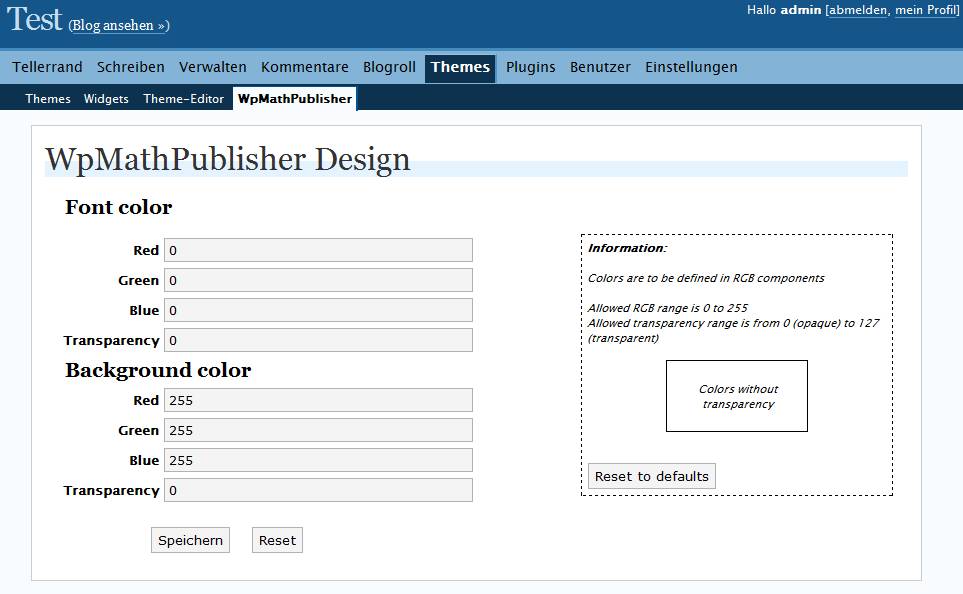 Test (Blog ansehen »)
Hallo admin [abmelden, mein Profil]
Tellerrand Schreiben Verwalten Kommentare Blogroll Themes Plugins Benutzer Einstellungen
Themes Widgets Theme-Editor WpMathPublisher
WpMathPublisher Design
Font color
Red 0
Green 0
Blue 0
Transparency 0
Background color
Red 255
Green 255
Blue 255
Transparency 0
Speichern Reset
Information:
Colors are to be defined in RGB components
Allowed RGB range is 0 to 255
Allowed transparency range is from 0 (opaque) to 127
(transparent)
Colors without
transparency
Reset to defaults